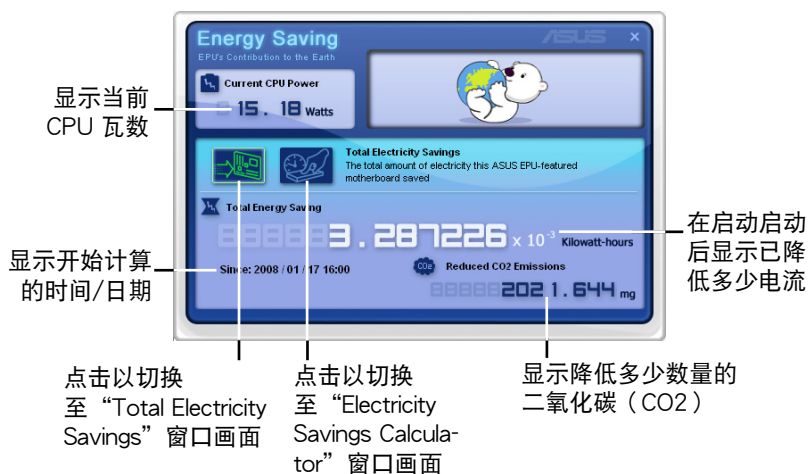 Energy Saving
ASUS
×
EPU's Contribution to the Earth
Current CPU Power
15.18 Watts
Total Electricity Savings
The total amount of electricity this ASUS EPU-featured
motherboard saved
Total Energy Saving
3.287226 x 10⁻³ Kilowatt-hours
Since: 2008 / 01 / 17 16:00
CO2 Reduced CO2 Emissions
2021.644 mg
显示当前
CPU 瓦数
显示开始计算
的时间/日期
在启动启动
后显示已降
低多少电流
点击以切换
至“Total Electricity
Savings”窗口画面
点击以切换
至“Electricity
Savings Calcula-
tor”窗口画面
显示降低多少数量的
二氧化碳（CO2）